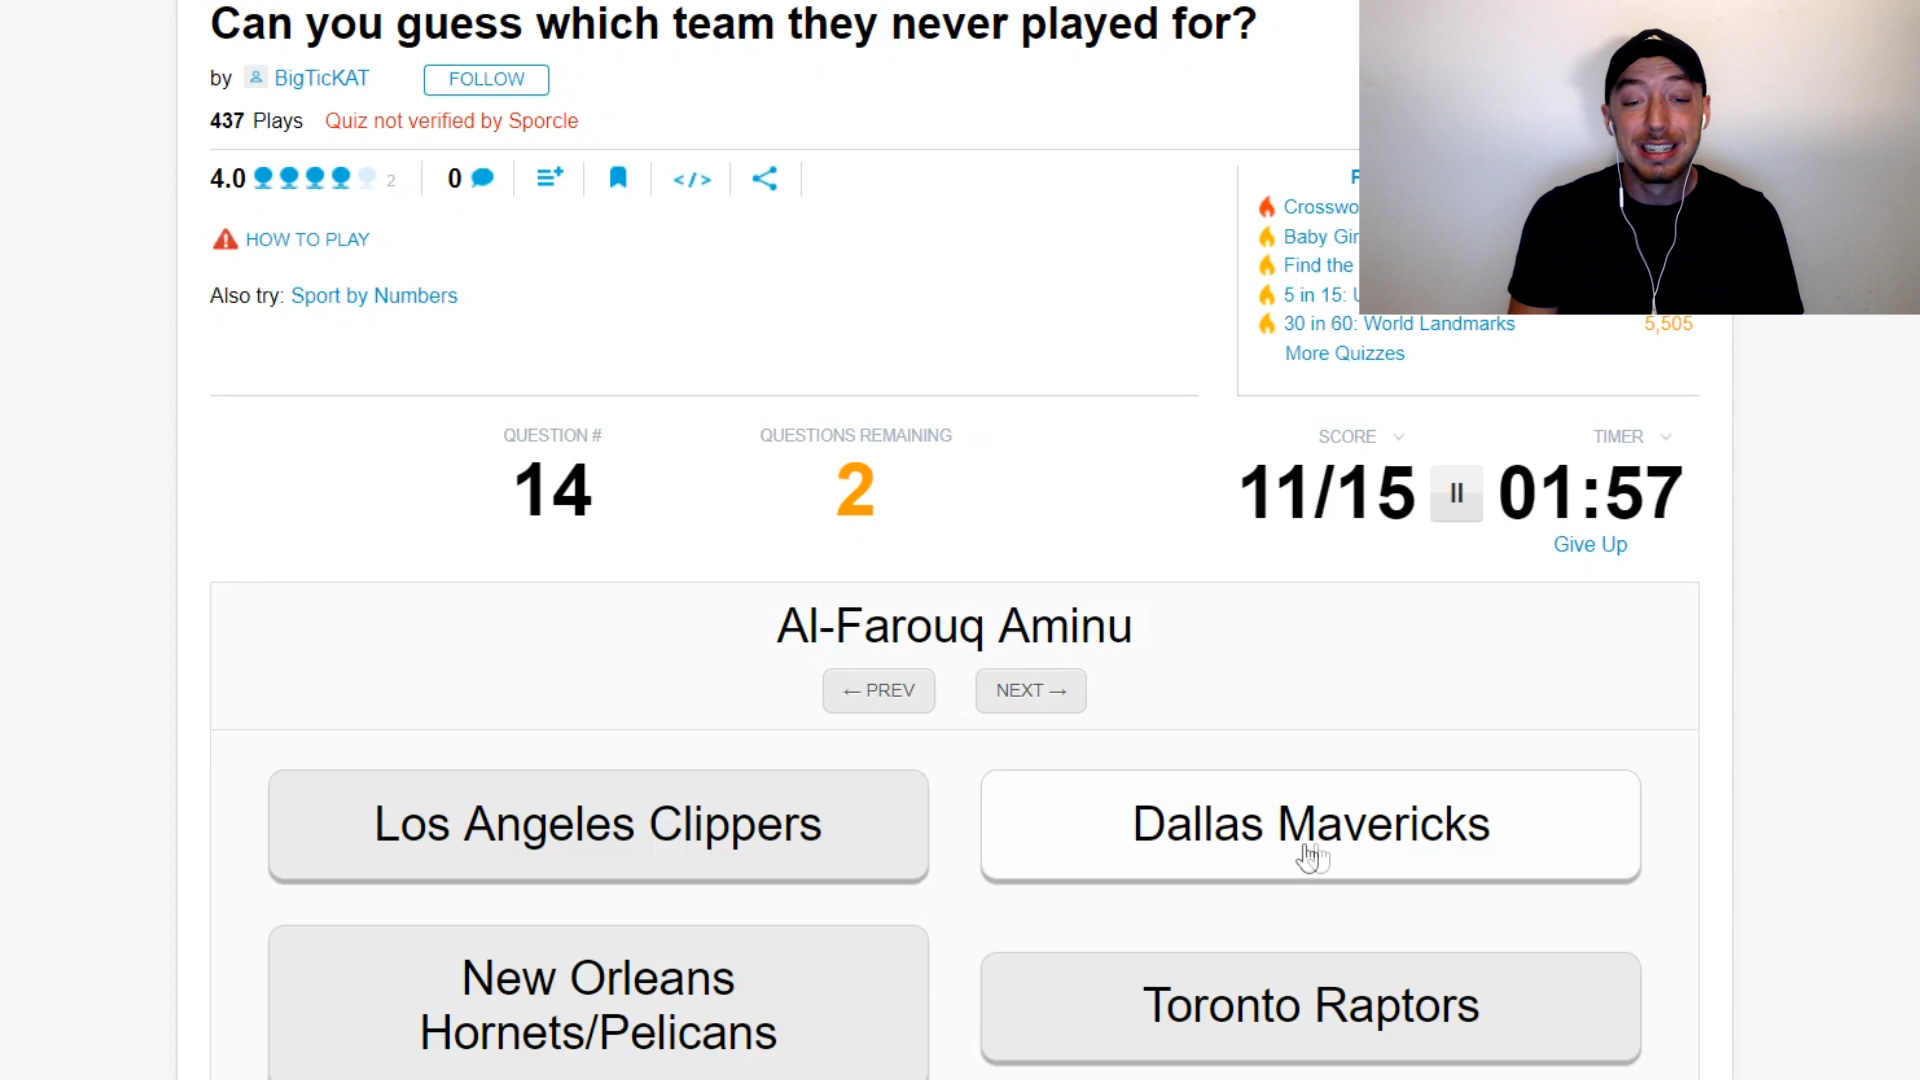 Can you guess which team they never played for?
by BigTicKAT FOLLOW
437 Plays Quiz not verified by Sporcle
4.0 2 0 </>
HOW TO PLAY
Also try: Sport by Numbers
Crosswo
Baby Gir
Find the
5 in 15:
30 in 60: World Landmarks 5,505
More Quizzes
QUESTION # QUESTIONS REMAINING SCORE TIMER
14 2 11/15 01:57
Give Up
Al-Farouq Aminu
← PREV NEXT →
Los Angeles Clippers
Dallas Mavericks
New Orleans
Hornets/Pelicans
Toronto Raptors